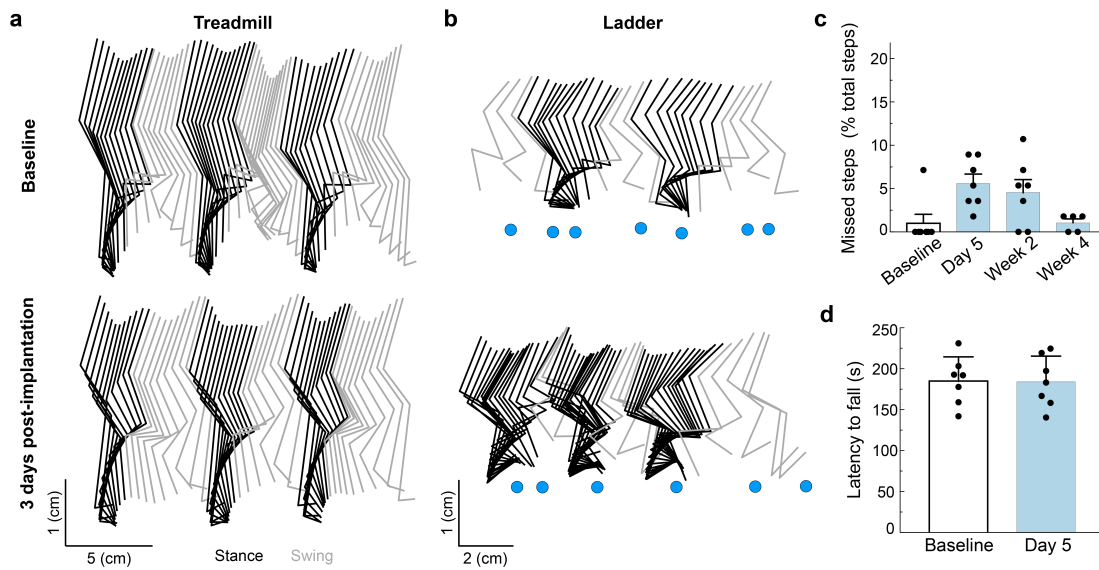 a
Treadmill
b
Ladder
c
Baseline
3 days post-implantation
1 (cm)
5 (cm)
Stance
Swing
1 (cm)
2 (cm)
Missed steps (% total steps)
20
15
10
5
0
Baseline
Day 5
Week 2
Week 4
d
Latency to fall (s)
250
200
150
100
50
0
Baseline
Day 5